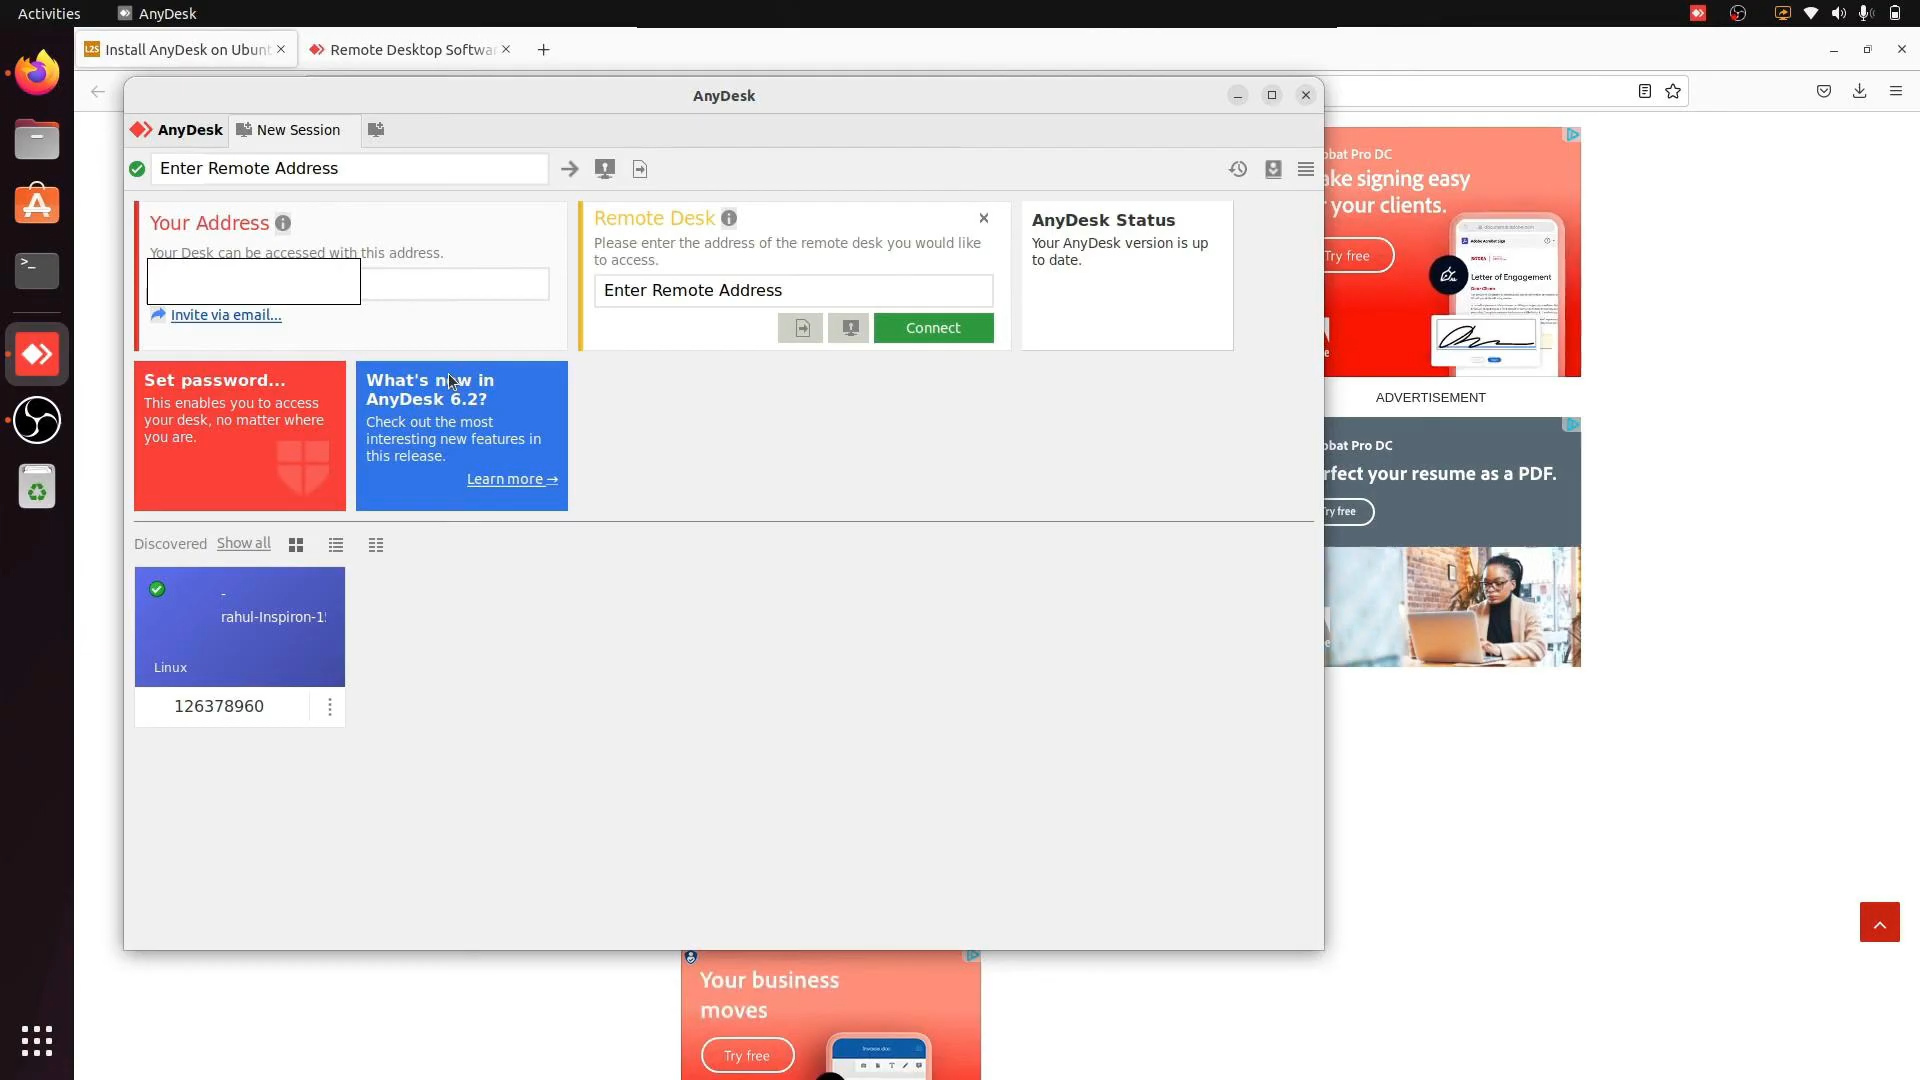 Activities
AnyDesk
Install AnyDesk on Ubunt
Remote Desktop Softwa
AnyDesk
AnyDesk
New Session
Enter Remote Address
Your Address
Your Desk can be accessed with this address.
Invite via email...
Remote Desk
Please enter the address of the remote desk you would like
to access.
Enter Remote Address
Connect
AnyDesk Status
Your AnyDesk version is up
to date.
Set password...
This enables you to access
your desk, no matter where
you are.
What's new in
AnyDesk 6.2?
Check out the most
interesting new features in
this release.
Learn more →
Discovered
Show all
-
rahul-Inspiron-1
Linux
126378960
obat Pro DC
ake signing easy
your clients.
Try free
Letter of Engagement
ADVERTISEMENT
obat Pro DC
rfect your resume as a PDF.
Try free
Your business
moves
Try free